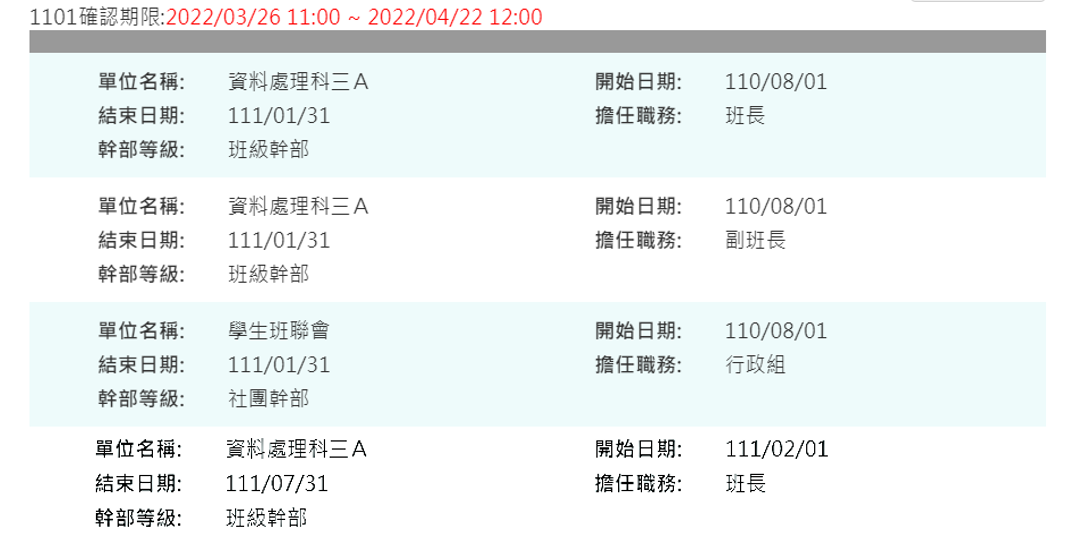 1101確認期限:2022/03/26 11:00 ~ 2022/04/22 12:00
單位名稱: 資料處理科三A 開始日期: 110/08/01
結束日期: 111/01/31 擔任職務: 班長
幹部等級: 班級幹部
單位名稱: 資料處理科三A 開始日期: 110/08/01
結束日期: 111/01/31 擔任職務: 副班長
幹部等級: 班級幹部
單位名稱: 學生班聯會 開始日期: 110/08/01
結束日期: 111/01/31 擔任職務: 行政組
幹部等級: 社團幹部
單位名稱: 資料處理科三A 開始日期: 111/02/01
結束日期: 111/07/31 擔任職務: 班長
幹部等級: 班級幹部